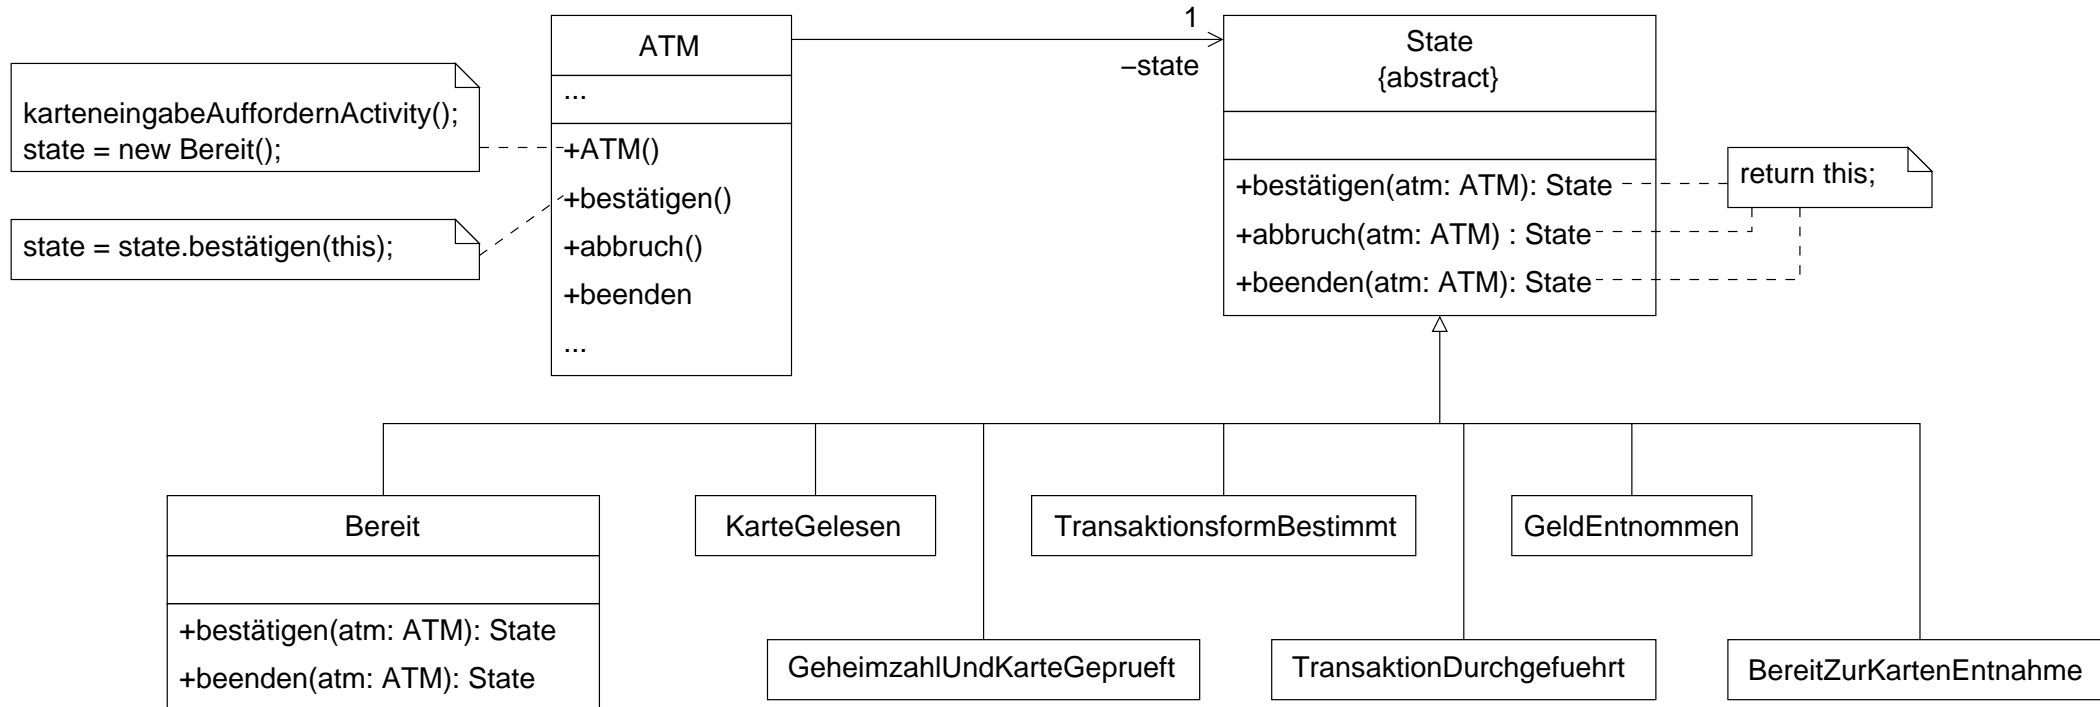 karteneingabeAuffordernActivity();
state = new Bereit();
state = state.bestätigen(this);
ATM
...
+ATM()
+bestätigen()
+abbruch()
+beenden
...
1
–state
State
{abstract}
+bestätigen(atm: ATM): State
+abbruch(atm: ATM) : State
+beenden(atm: ATM): State
return this;
Bereit
+bestätigen(atm: ATM): State
+beenden(atm: ATM): State
KarteGelesen
TransaktionsformBestimmt
GeldEntnommen
GeheimzahlUndKarteGeprueft
TransaktionDurchgefuehrt
BereitZurKartenEntnahme